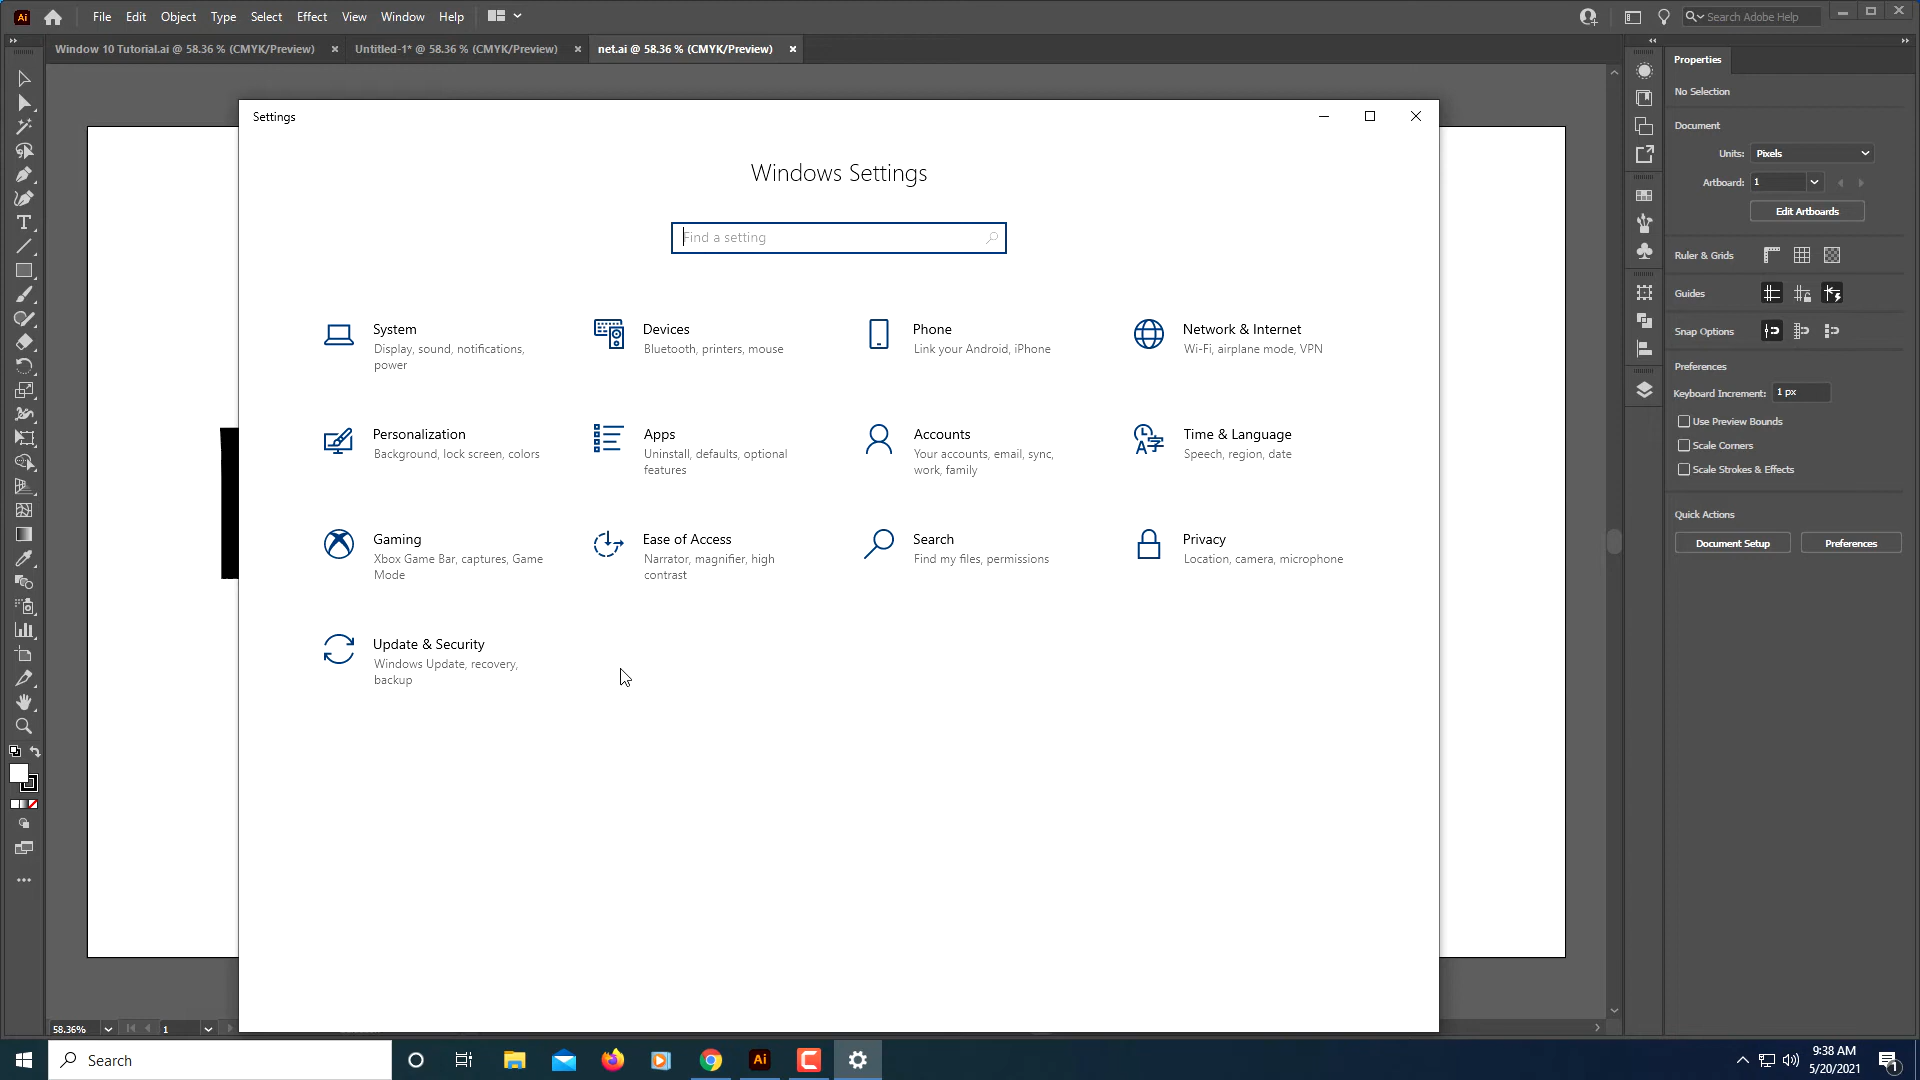 Ai File Edit Object Type Select Effect View Window Help Search Adobe Help
Window 10 Tutorial.ai @ 58.36 % (CMYK/Preview) Untitled-1* @ 58.36 % (CMYK/Preview) net.ai @ 58.36 % (CMYK/Preview)
Settings
Windows Settings
Find a setting
System
Display, sound, notifications,
power
Devices
Bluetooth, printers, mouse
Phone
Link your Android, iPhone
Network & Internet
Wi-Fi, airplane mode, VPN
Personalization
Background, lock screen, colors
Apps
Uninstall, defaults, optional
features
Accounts
Your accounts, email, sync,
work, family
Time & Language
Speech, region, date
Gaming
Xbox Game Bar, captures, Game
Mode
Ease of Access
Narrator, magnifier, high
contrast
Search
Find my files, permissions
Privacy
Location, camera, microphone
Update & Security
Windows Update, recovery,
backup
Properties
No Selection
Document
Units: Pixels
Artboard: 1
Edit Artboards
Ruler & Grids
Guides
Snap Options
Preferences
Keyboard Increment: 1 px
Use Preview Bounds
Scale Corners
Scale Strokes & Effects
Quick Actions
Document Setup Preferences
58.36% 1
Search
Ai
9:38 AM
5/20/2021
1